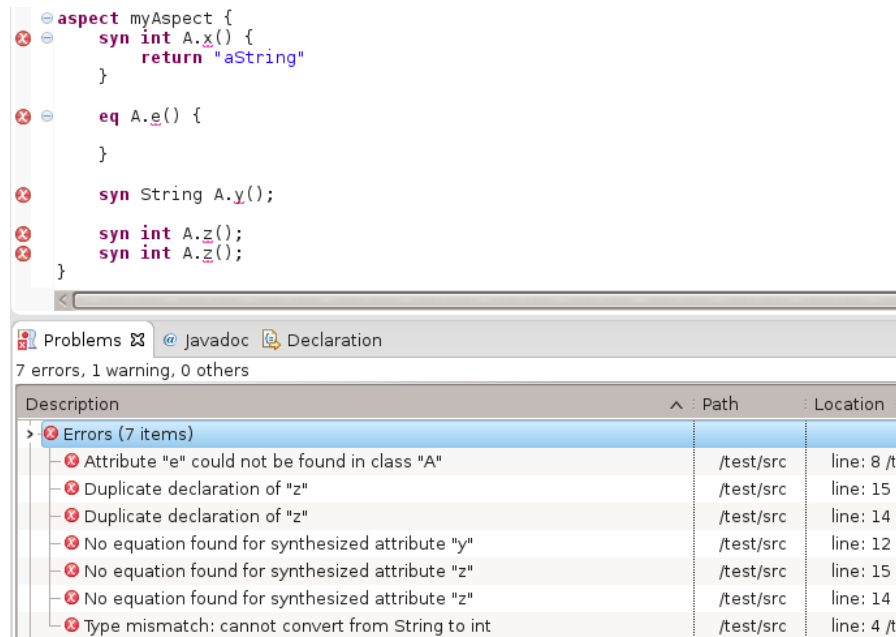 aspect myAspect {
syn int A.x() {
return "aString"
}
eq A.e() {
}
syn String A.y();
syn int A.z();
syn int A.z();
}
Problems @ Javadoc Declaration
7 errors, 1 warning, 0 others
Description Path Location
Errors (7 items)
Attribute "e" could not be found in class "A" /test/src line: 8 /t
Duplicate declaration of "z" /test/src line: 15
Duplicate declaration of "z" /test/src line: 14
No equation found for synthesized attribute "y" /test/src line: 12
No equation found for synthesized attribute "z" /test/src line: 15
No equation found for synthesized attribute "z" /test/src line: 14
Type mismatch: cannot convert from String to int /test/src line: 4 /t